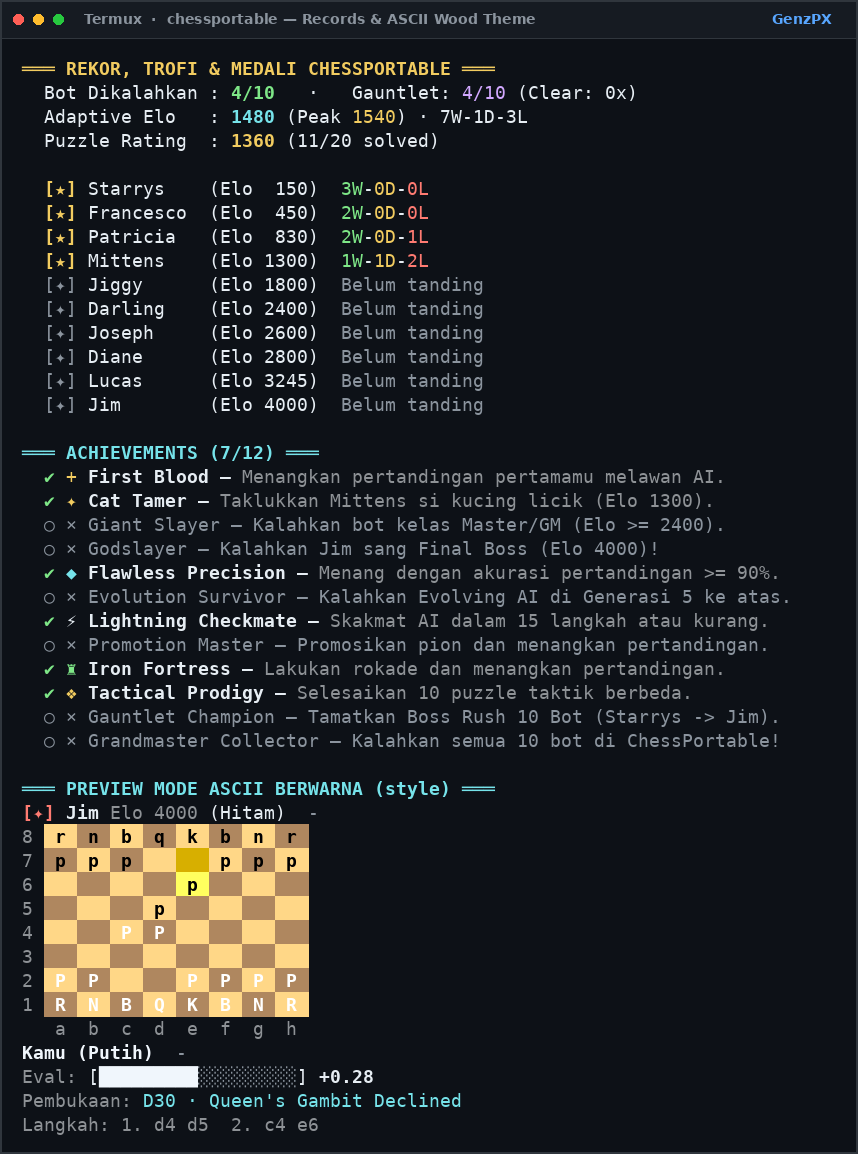 Termux · chessportable — Records & ASCII Wood Theme GenzPX
═══ REKOR, TROFI & MEDALI CHESSPORTABLE ═══
Bot Dikalahkan : 4/10 · Gauntlet: 4/10 (Clear: 0x)
Adaptive Elo : 1480 (Peak 1540) · 7W-1D-3L
Puzzle Rating : 1360 (11/20 solved)
[★] Starrys (Elo 150) 3W-0D-0L
[★] Francesco (Elo 450) 2W-0D-0L
[★] Patricia (Elo 830) 2W-0D-1L
[★] Mittens (Elo 1300) 1W-1D-2L
[✦] Jiggy (Elo 1800) Belum tanding
[✦] Darling (Elo 2400) Belum tanding
[✦] Joseph (Elo 2600) Belum tanding
[✦] Diane (Elo 2800) Belum tanding
[✦] Lucas (Elo 3245) Belum tanding
[✦] Jim (Elo 4000) Belum tanding
═══ ACHIEVEMENTS (7/12) ═══
✔ + First Blood — Menangkan pertandingan pertamamu melawan AI.
✔ ✦ Cat Tamer — Taklukkan Mittens si kucing licik (Elo 1300).
○ × Giant Slayer — Kalahkan bot kelas Master/GM (Elo >= 2400).
○ × Godslayer — Kalahkan Jim sang Final Boss (Elo 4000)!
✔ ◆ Flawless Precision — Menang dengan akurasi pertandingan >= 90%.
○ × Evolution Survivor — Kalahkan Evolving AI di Generasi 5 ke atas.
✔ ⚡ Lightning Checkmate — Skakmat AI dalam 15 langkah atau kurang.
○ × Promotion Master — Promosikan pion dan menangkan pertandingan.
✔ ♜ Iron Fortress — Lakukan rokade dan menangkan pertandingan.
✔ ❖ Tactical Prodigy — Selesaikan 10 puzzle taktik berbeda.
○ × Gauntlet Champion — Tamatkan Boss Rush 10 Bot (Starrys -> Jim).
○ × Grandmaster Collector — Kalahkan semua 10 bot di ChessPortable!
═══ PREVIEW MODE ASCII BERWARNA (style) ═══
[✦] Jim Elo 4000 (Hitam) -
8 r n b q k b n r
7 p p p p p p
6 p
5 p
4 P P
3
2 P P P P P P
1 R N B Q K B N R
a b c d e f g h
Kamu (Putih) -
Eval: [█████████░░░░░░░░░] +0.28
Pembukaan: D30 · Queen's Gambit Declined
Langkah: 1. d4 d5 2. c4 e6